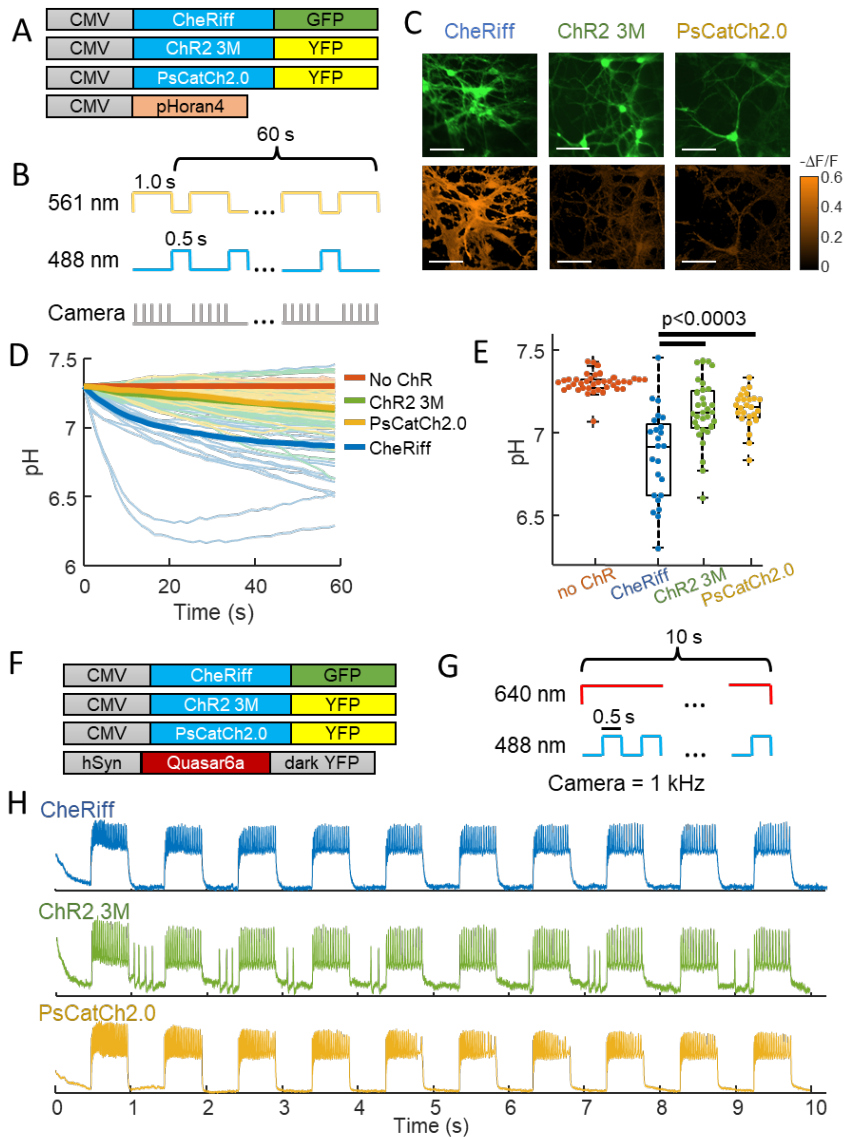 A
CMV CheRiff GFP
CMV ChR2 3M YFP
CMV PsCatCh2.0 YFP
CMV pHoran4
B
60 s
1.0 s
561 nm
0.5 s
488 nm
Camera
...
C
CheRiff ChR2 3M PsCatCh2.0
-ΔF/F
0.6
0.4
0.2
0
D
7.5
7
6.5
6
pH
0 20 40 60
Time (s)
No ChR
ChR2 3M
PsCatCh2.0
CheRiff
E
p<0.0003
7.5
7
6.5
pH
no ChR CheRiff ChR2 3M PsCatCh2.0
F
CMV CheRiff GFP
CMV ChR2 3M YFP
CMV PsCatCh2.0 YFP
hSyn Quasar6a dark YFP
G
10 s
640 nm
...
0.5 s
488 nm
...
Camera = 1 kHz
H
CheRiff
ChR2 3M
PsCatCh2.0
0 1 2 3 4 5 6 7 8 9 10
Time (s)